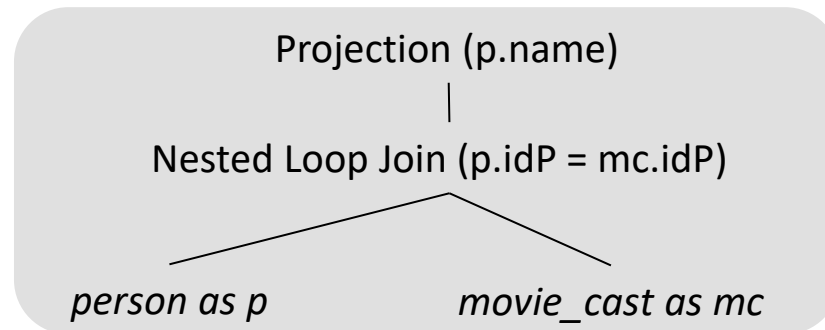 Projection (p.name)
Nested Loop Join (p.idP = mc.idP)
person as p
movie_cast as mc